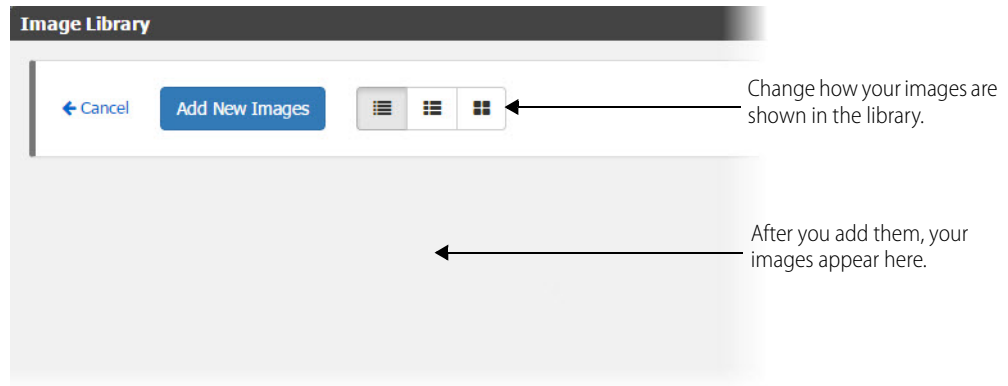 Image Library
Cancel
Add New Images
Change how your images are
shown in the library.
After you add them, your
images appear here.